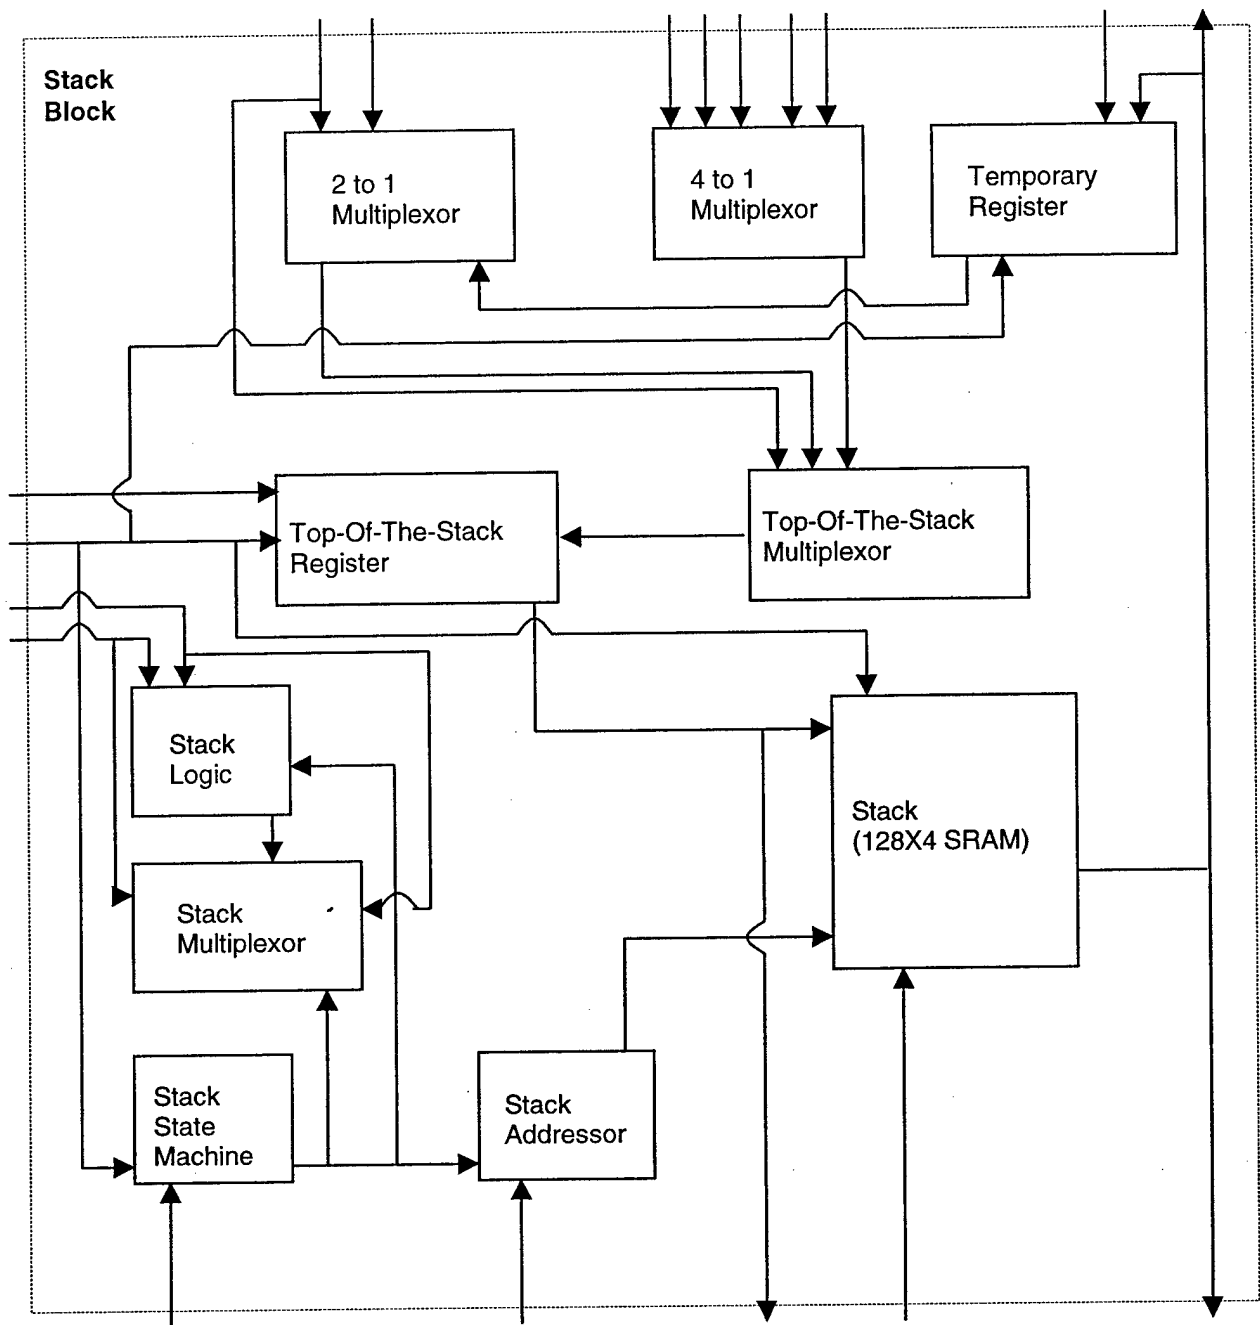 Stack
Block
2 to 1
Multiplexor
4 to 1
Multiplexor
Temporary
Register
Top-Of-The-Stack
Register
Top-Of-The-Stack
Multiplexor
Stack
Logic
Stack
(128X4 SRAM)
Stack
Multiplexor
Stack
State
Machine
Stack
Addressor